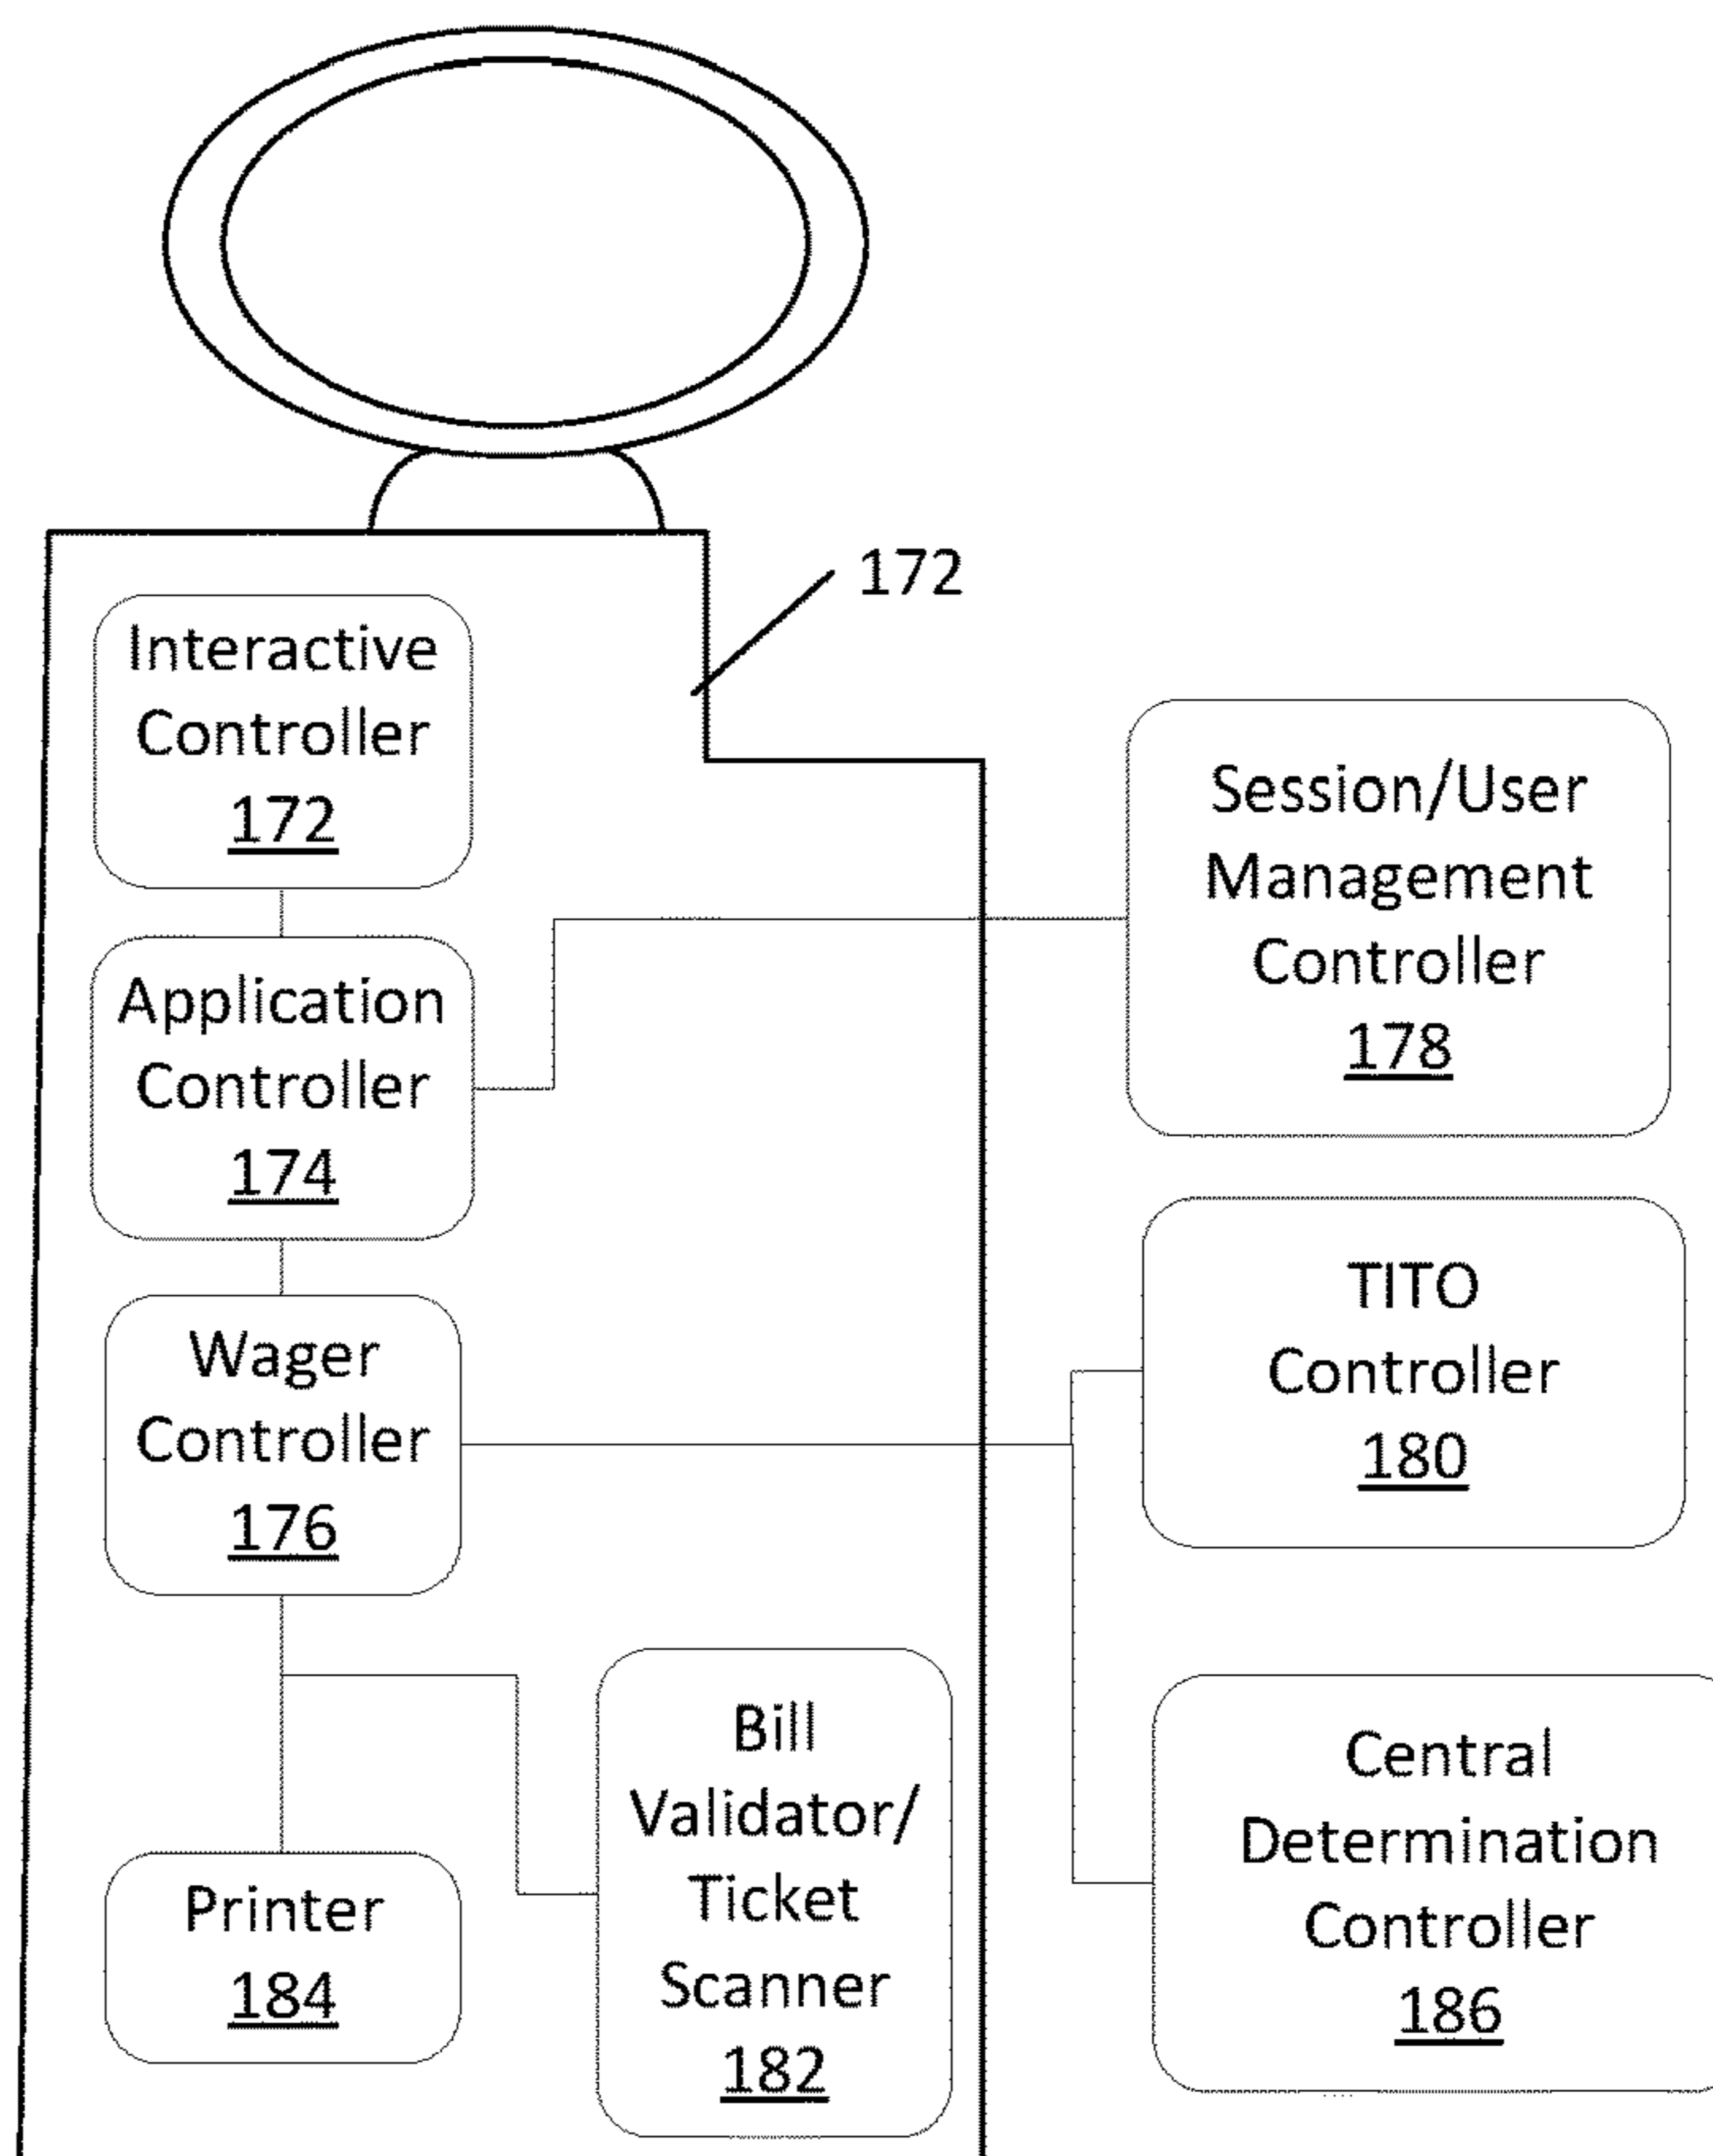 172
Interactive
Controller
172
Application
Controller
174
Wager
Controller
176
Printer
184
Bill
Validator/
Ticket
Scanner
182
Session/User
Management
Controller
178
TITO
Controller
180
Central
Determination
Controller
186